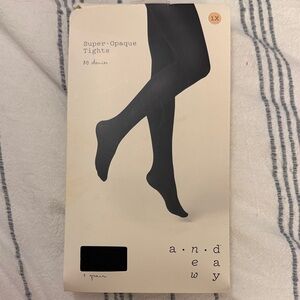 1X
Super-Opaque
Tights
80 denier
1 pair
a·n·d
e a
w y